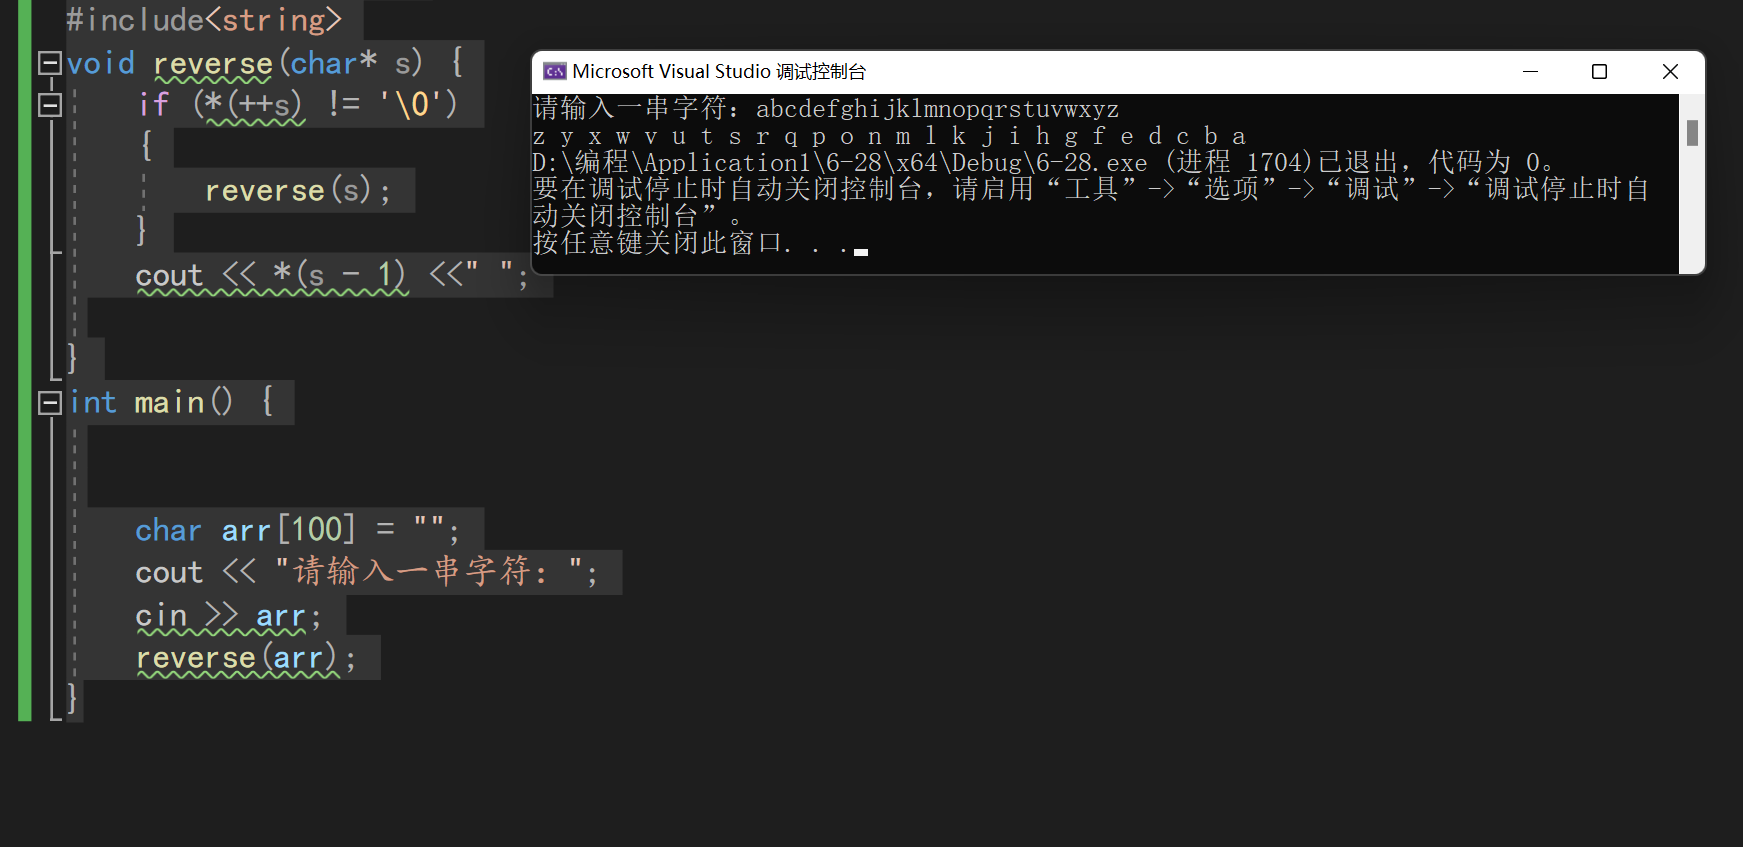 #include<string>
void reverse(char* s) {
if (*(++s) != '\0')
{
reverse(s);
}
cout << *(s - 1) <<" ";
}
int main() {
char arr[100] = "";
cout << "请输入一串字符：";
cin >> arr;
reverse(arr);
}
Microsoft Visual Studio 调试控制台
请输入一串字符：abcdefghijklmnopqrstuvwxyz
z y x w v u t s r q p o n m l k j i h g f e d c b a
D:\编程\Application1\6-28\x64\Debug\6-28.exe (进程 1704)已退出，代码为 0。
要在调试停止时自动关闭控制台，请启用“工具”->“选项”->“调试”->“调试停止时自
动关闭控制台”。
按任意键关闭此窗口. . .